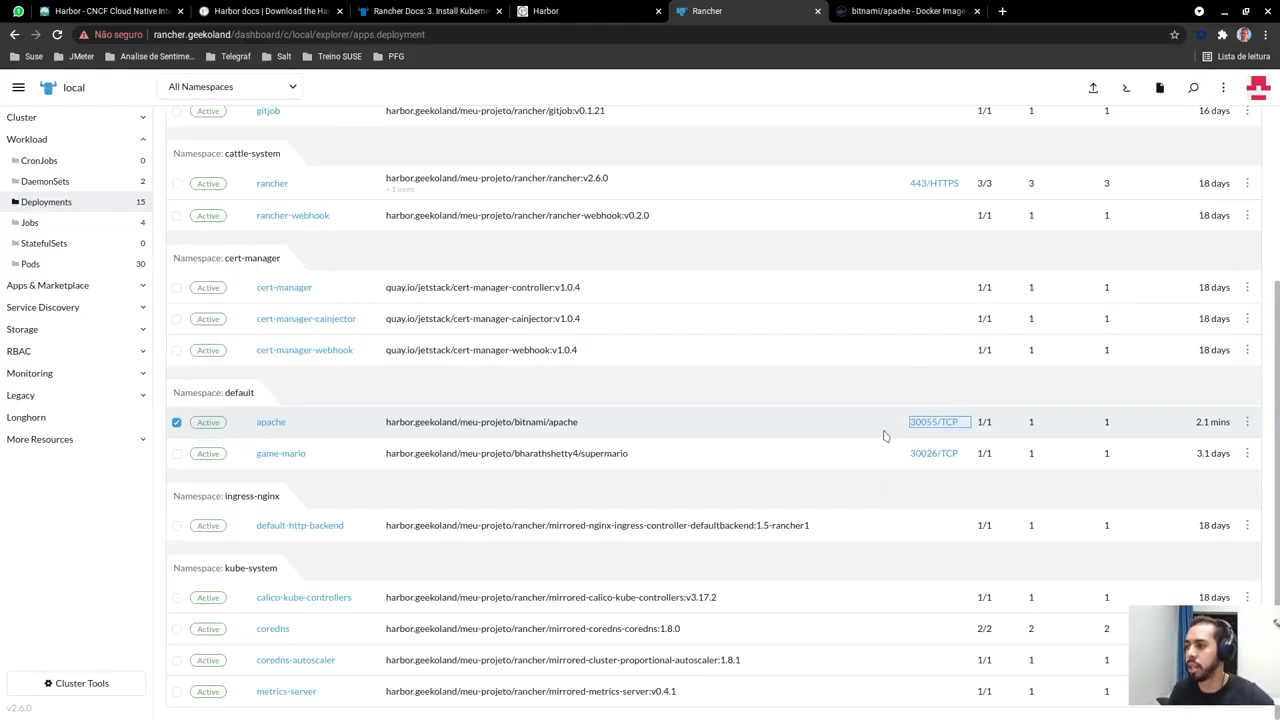 Harbor - CNCF Cloud Native Inte
Harbor docs | Download the Ha
Rancher Docs: 3. Install Kuberne
Harbor
Rancher
bitnami/apache - Docker Image
Não seguro
rancher.geekoland/dashboard/c/local/explorer/apps.deployment
Suse
JMeter
Analise de Sentime...
Telegraf
Salt
Treino SUSE
PFG
Lista de leitura
local
All Namespaces
Cluster
Workload
CronJobs 0
DaemonSets 2
Deployments 15
Jobs 4
StatefulSets 0
Pods 30
Apps & Marketplace
Service Discovery
Storage
RBAC
Monitoring
Legacy
Longhorn
More Resources
Cluster Tools
v2.6.0
Active gitjob harbor.geekoland/meu-projeto/rancher/gitjob:v0.1.21 1/1 1 1 16 days
Namespace: cattle-system
Active rancher harbor.geekoland/meu-projeto/rancher/rancher:v2.6.0 443/HTTPS 3/3 3 3 18 days
+ 1 more
Active rancher-webhook harbor.geekoland/meu-projeto/rancher/rancher-webhook:v0.2.0 1/1 1 1 18 days
Namespace: cert-manager
Active cert-manager quay.io/jetstack/cert-manager-controller:v1.0.4 1/1 1 1 18 days
Active cert-manager-cainjector quay.io/jetstack/cert-manager-cainjector:v1.0.4 1/1 1 1 18 days
Active cert-manager-webhook quay.io/jetstack/cert-manager-webhook:v1.0.4 1/1 1 1 18 days
Namespace: default
Active apache harbor.geekoland/meu-projeto/bitnami/apache 30055/TCP 1/1 1 1 2.1 mins
Active game-mario harbor.geekoland/meu-projeto/bharathshetty4/supermario 30026/TCP 1/1 1 1 3.1 days
Namespace: ingress-nginx
Active default-http-backend harbor.geekoland/meu-projeto/rancher/mirrored-nginx-ingress-controller-defaultbackend:1.5-rancher1 1/1 1 1 18 days
Namespace: kube-system
Active calico-kube-controllers harbor.geekoland/meu-projeto/rancher/mirrored-calico-kube-controllers:v3.17.2 1/1 1 1 18 days
Active coredns harbor.geekoland/meu-projeto/rancher/mirrored-coredns-coredns:1.8.0 2/2 2 2
Active coredns-autoscaler harbor.geekoland/meu-projeto/rancher/mirrored-cluster-proportional-autoscaler:1.8.1 1/1 1 1
Active metrics-server harbor.geekoland/meu-projeto/rancher/mirrored-metrics-server:v0.4.1 1/1 1 1